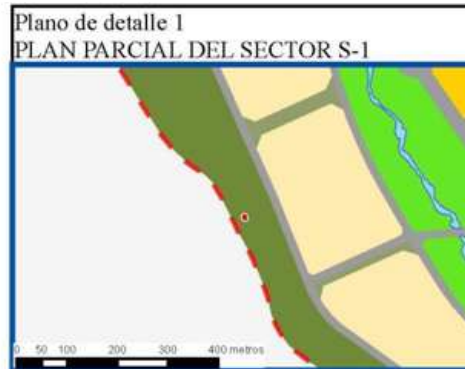 Plano de detalle 1
PLAN PARCIAL DEL SECTOR S-1
0 50 100 200 300 400 metros